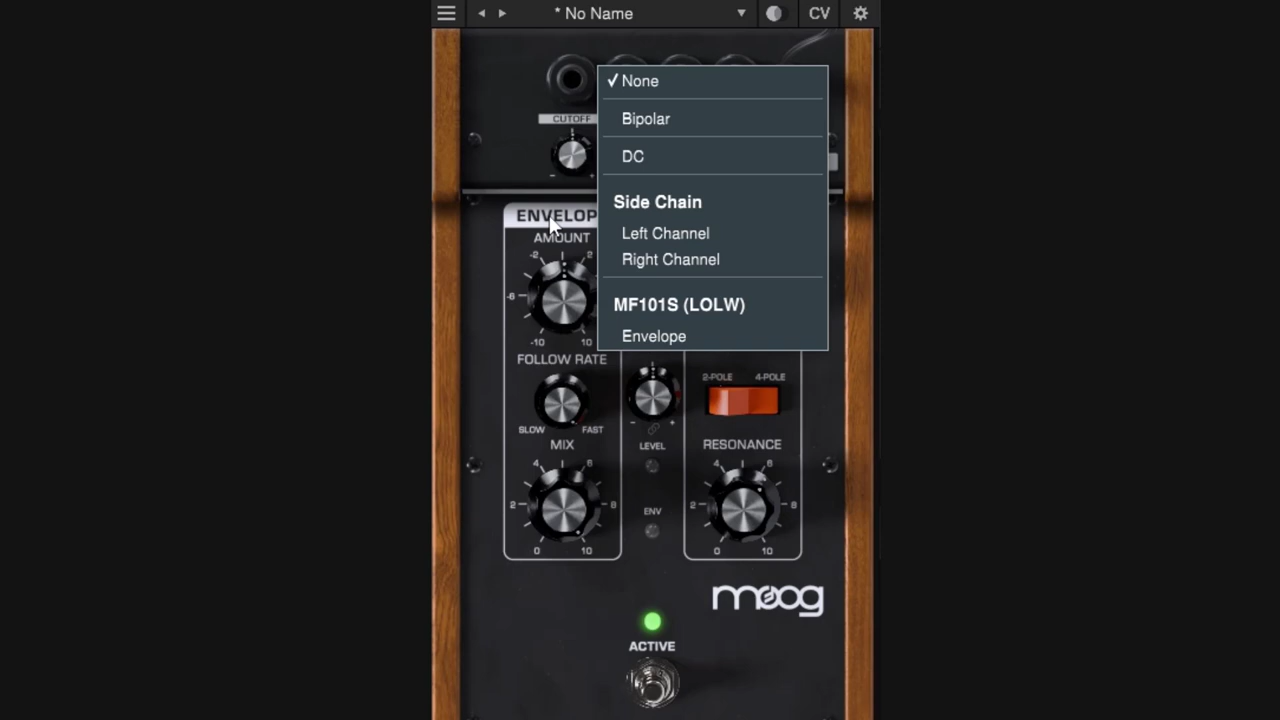 * No Name
CV
✓ None
Bipolar
DC
Side Chain
Left Channel
Right Channel
MF101S (LOLW)
Envelope
CUTOFF
- +
ENVELOP
AMOUNT
-2 2
-6
-10 10
FOLLOW RATE
SLOW FAST
MIX
4 6
2 8
0 10
- +
LEVEL
ENV
2-POLE 4-POLE
RESONANCE
4 6
2 8
0 10
moog
ACTIVE